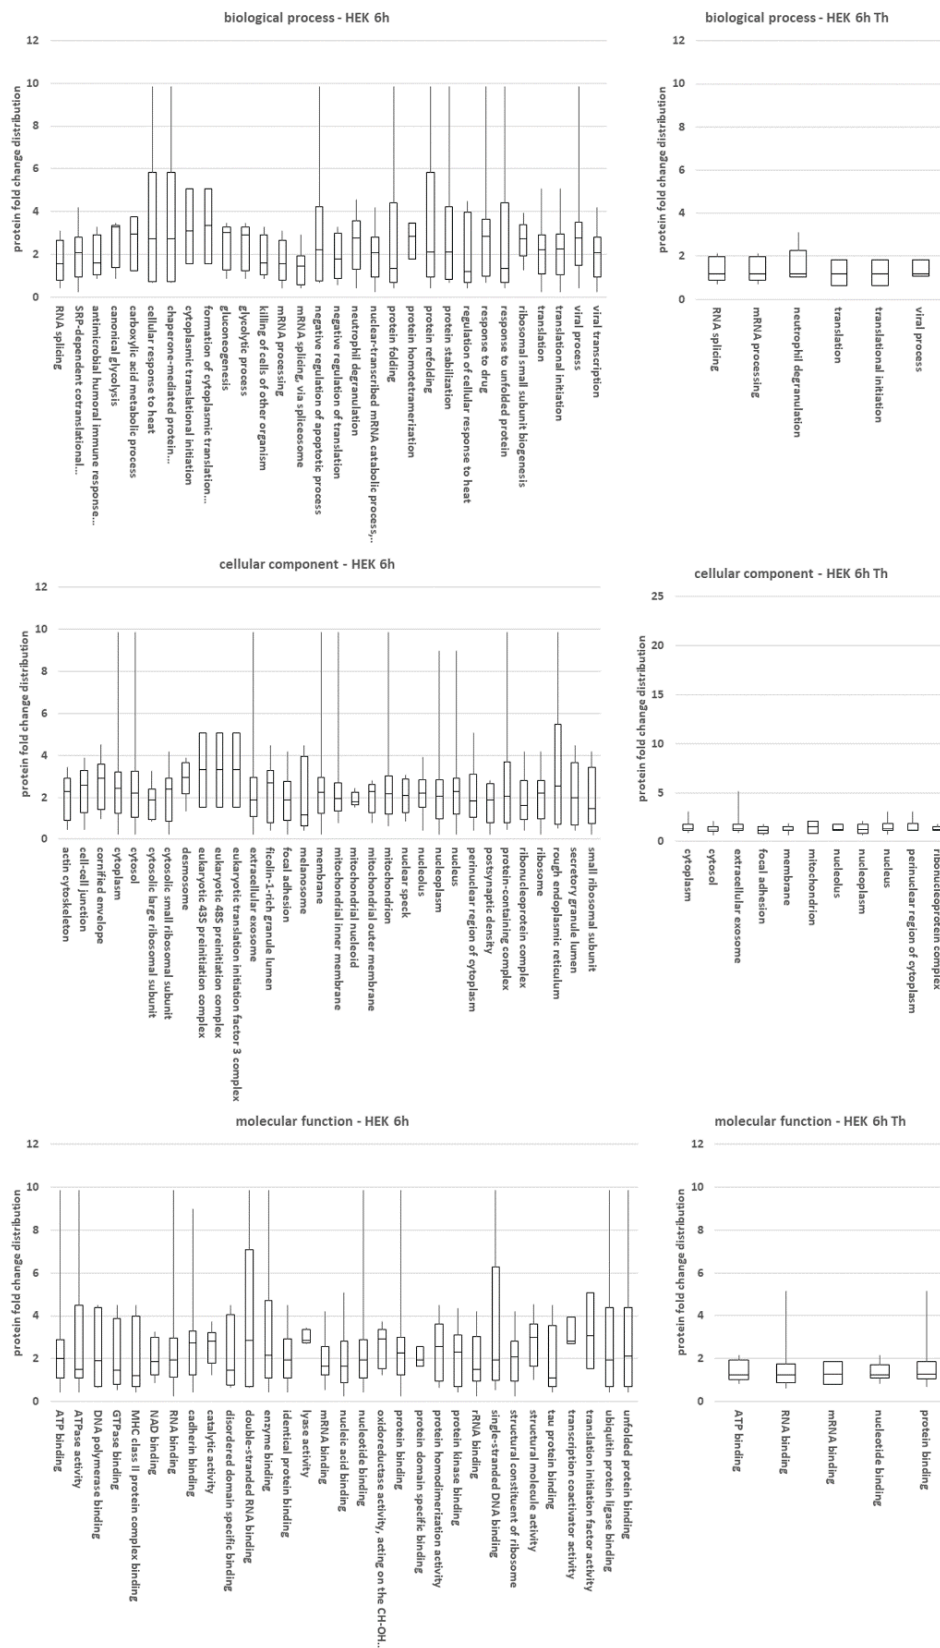 biological process - HEK 6h
protein fold change distribution
12
10
8
6
4
2
0
RNA splicing
SRP-dependent cotranslational...
antimicrobial humoral immune response...
canonical glycolysis
carboxylic acid metabolic process
cellular response to heat
chaperone-mediated protein...
cytoplasmic translational initiation
formation of cytoplasmic translation...
gluconeogenesis
glycolytic process
killing of cells of other organism
mRNA processing
mRNA splicing, via spliceosome
negative regulation of apoptotic process
negative regulation of translation
neutrophil degranulation
nuclear-transcribed mRNA catabolic process,..
protein folding
protein homotetramerization
protein refolding
protein stabilization
regulation of cellular response to heat
response to drug
response to unfolded protein
ribosomal small subunit biogenesis
translation
translational initiation
viral process
viral transcription
biological process - HEK 6h Th
protein fold change distribution
12
10
8
6
4
2
0
RNA splicing
mRNA processing
neutrophil degranulation
translation
translational initiation
viral process
cellular component - HEK 6h
protein fold change distribution
12
10
8
6
4
2
0
actin cytoskeleton
cell-cell junction
cornified envelope
cytoplasm
cytosol
cytosolic large ribosomal subunit
cytosolic small ribosomal subunit
desmosome
eukaryotic 43S preinitiation complex
eukaryotic 48S preinitiation complex
eukaryotic translation initiation factor 3 complex
extracellular exosome
ficolin-1-rich granule lumen
focal adhesion
melanosome
membrane
mitochondrial inner membrane
mitochondrial nucleoid
mitochondrial outer membrane
mitochondrion
nuclear speck
nucleolus
nucleoplasm
nucleus
perinuclear region of cytoplasm
postsynaptic density
protein-containing complex
ribonucleoprotein complex
ribosome
rough endoplasmic reticulum
secretory granule lumen
small ribosomal subunit
cellular component - HEK 6h Th
protein fold change distribution
25
20
15
10
5
0
cytoplasm
cytosol
extracellular exosome
focal adhesion
membrane
mitochondrion
nucleolus
nucleoplasm
nucleus
perinuclear region of cytoplasm
ribonucleoprotein complex
molecular function - HEK 6h
protein fold change distribution
12
10
8
6
4
2
0
ATP binding
ATPase activity
DNA polymerase binding
GTPase binding
MHC class II protein complex binding
NAD binding
RNA binding
cadherin binding
catalytic activity
disordered domain specific binding
double-stranded RNA binding
enzyme binding
identical protein binding
lyase activity
mRNA binding
nucleic acid binding
nucleotide binding
oxidoreductase activity, acting on the CH-OH..
protein binding
protein domain specific binding
protein homodimerization activity
protein kinase binding
rRNA binding
single-stranded DNA binding
structural constituent of ribosome
structural molecule activity
tau protein binding
transcription coactivator activity
translation initiation factor activity
ubiquitin protein ligase binding
unfolded protein binding
molecular function - HEK 6h Th
protein fold change distribution
12
10
8
6
4
2
0
ATP binding
RNA binding
mRNA binding
nucleotide binding
protein binding